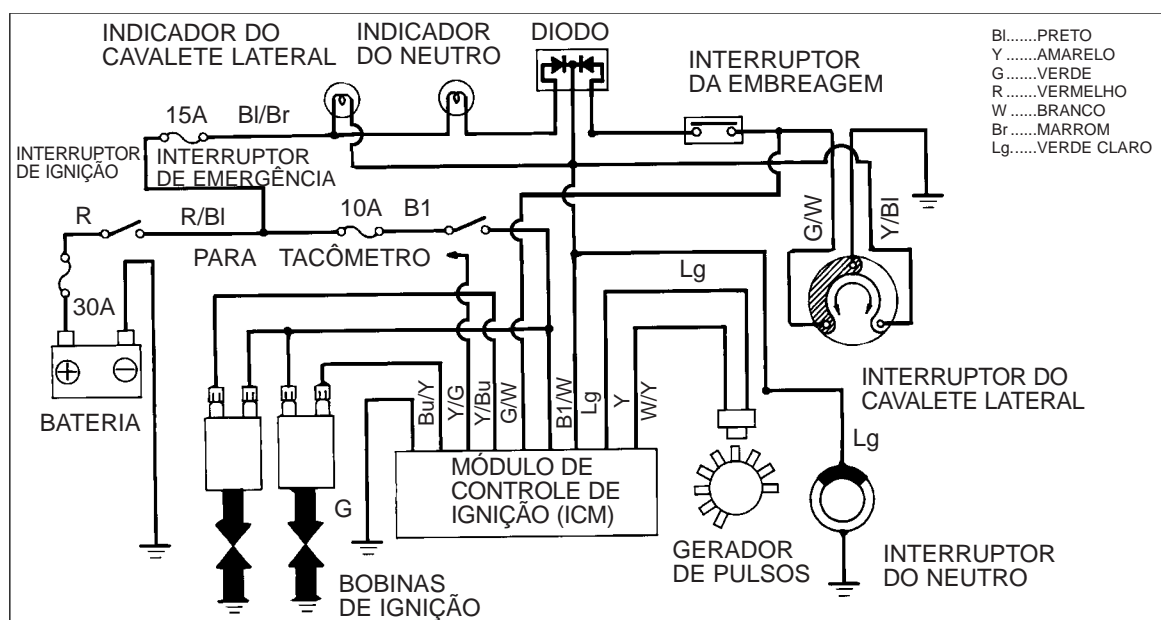 INDICADOR DO
CAVALETE LATERAL
INDICADOR
DO NEUTRO
DIODO
INTERRUPTOR
DA EMBREAGEM
Bl......PRETO
Y ......AMARELO
G ......VERDE
R ......VERMELHO
W ......BRANCO
Br ......MARROM
Lg......VERDE CLARO
15A
Bl/Br
INTERRUPTOR
DE IGNIÇÃO
INTERRUPTOR
DE EMERGÊNCIA
R
R/Bl
10A
B1
G/W
Y/Bl
PARA TACÔMETRO
Lg
30A
BATERIA
Bu/Y
Y/G
Y/Bu
G/W
B1/W
Lg
Y
W/Y
INTERRUPTOR DO
CAVALETE LATERAL
Lg
MÓDULO DE
CONTROLE DE
IGNIÇÃO (ICM)
G
GERADOR
DE PULSOS
INTERRUPTOR
DO NEUTRO
BOBINAS
DE IGNIÇÃO